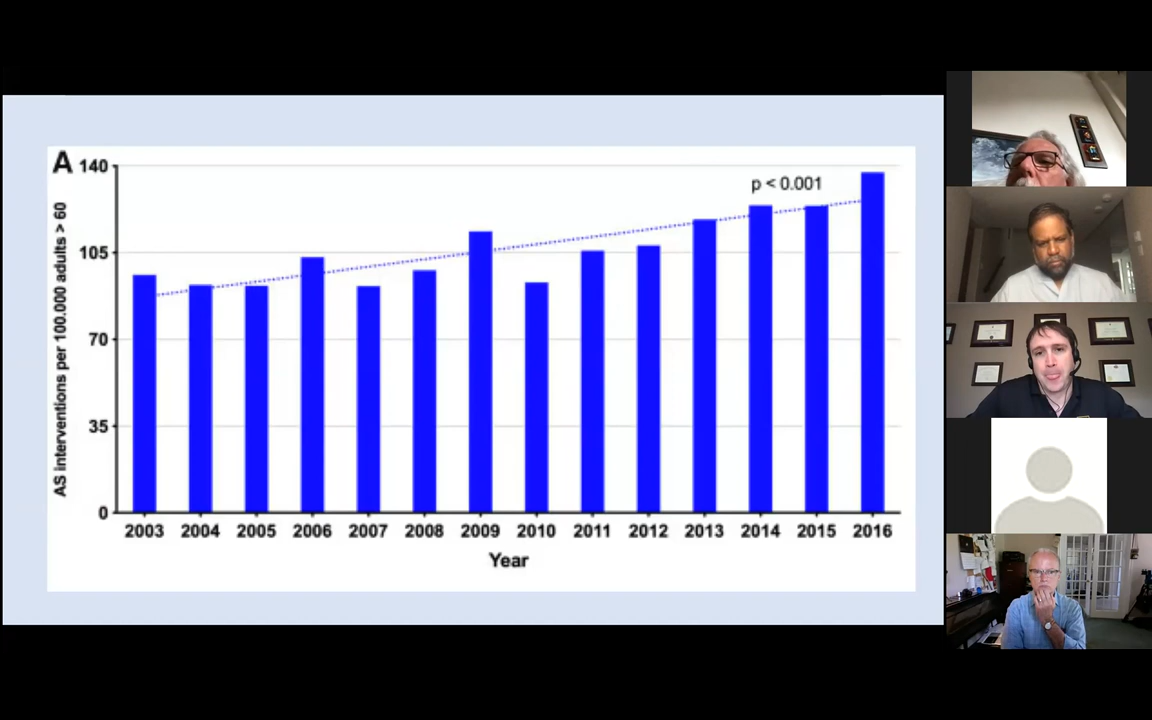 A
140
105
70
35
0
AS interventions per 100.000 adults > 60
p < 0.001
2003 2004 2005 2006 2007 2008 2009 2010 2011 2012 2013 2014 2015 2016
Year